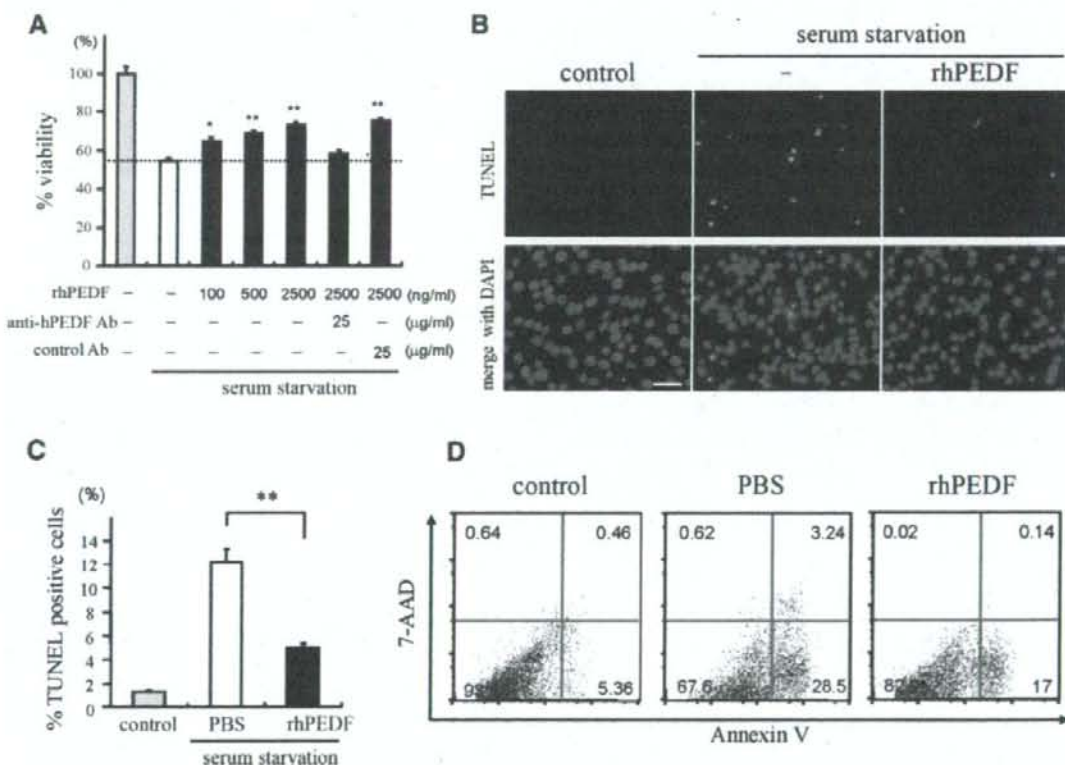 A
(%)
% viability
100
80
60
40
20
0
* ** ** **
rhPEDF – – 100 500 2500 2500 2500 (ng/ml)
anti-hPEDF Ab – – – – – 25 – (μg/ml)
control Ab – – – – – – 25 (μg/ml)
serum starvation
B
serum starvation
control – rhPEDF
TUNEL
merge with DAPI
C
(%)
% TUNEL positive cells
14
12
10
8
6
4
2
0
**
control PBS rhPEDF
serum starvation
D
control PBS rhPEDF
7-AAD
0.64 0.46 0.62 3.24 0.02 0.14
5.36 67.6 28.5 17
Annexin V